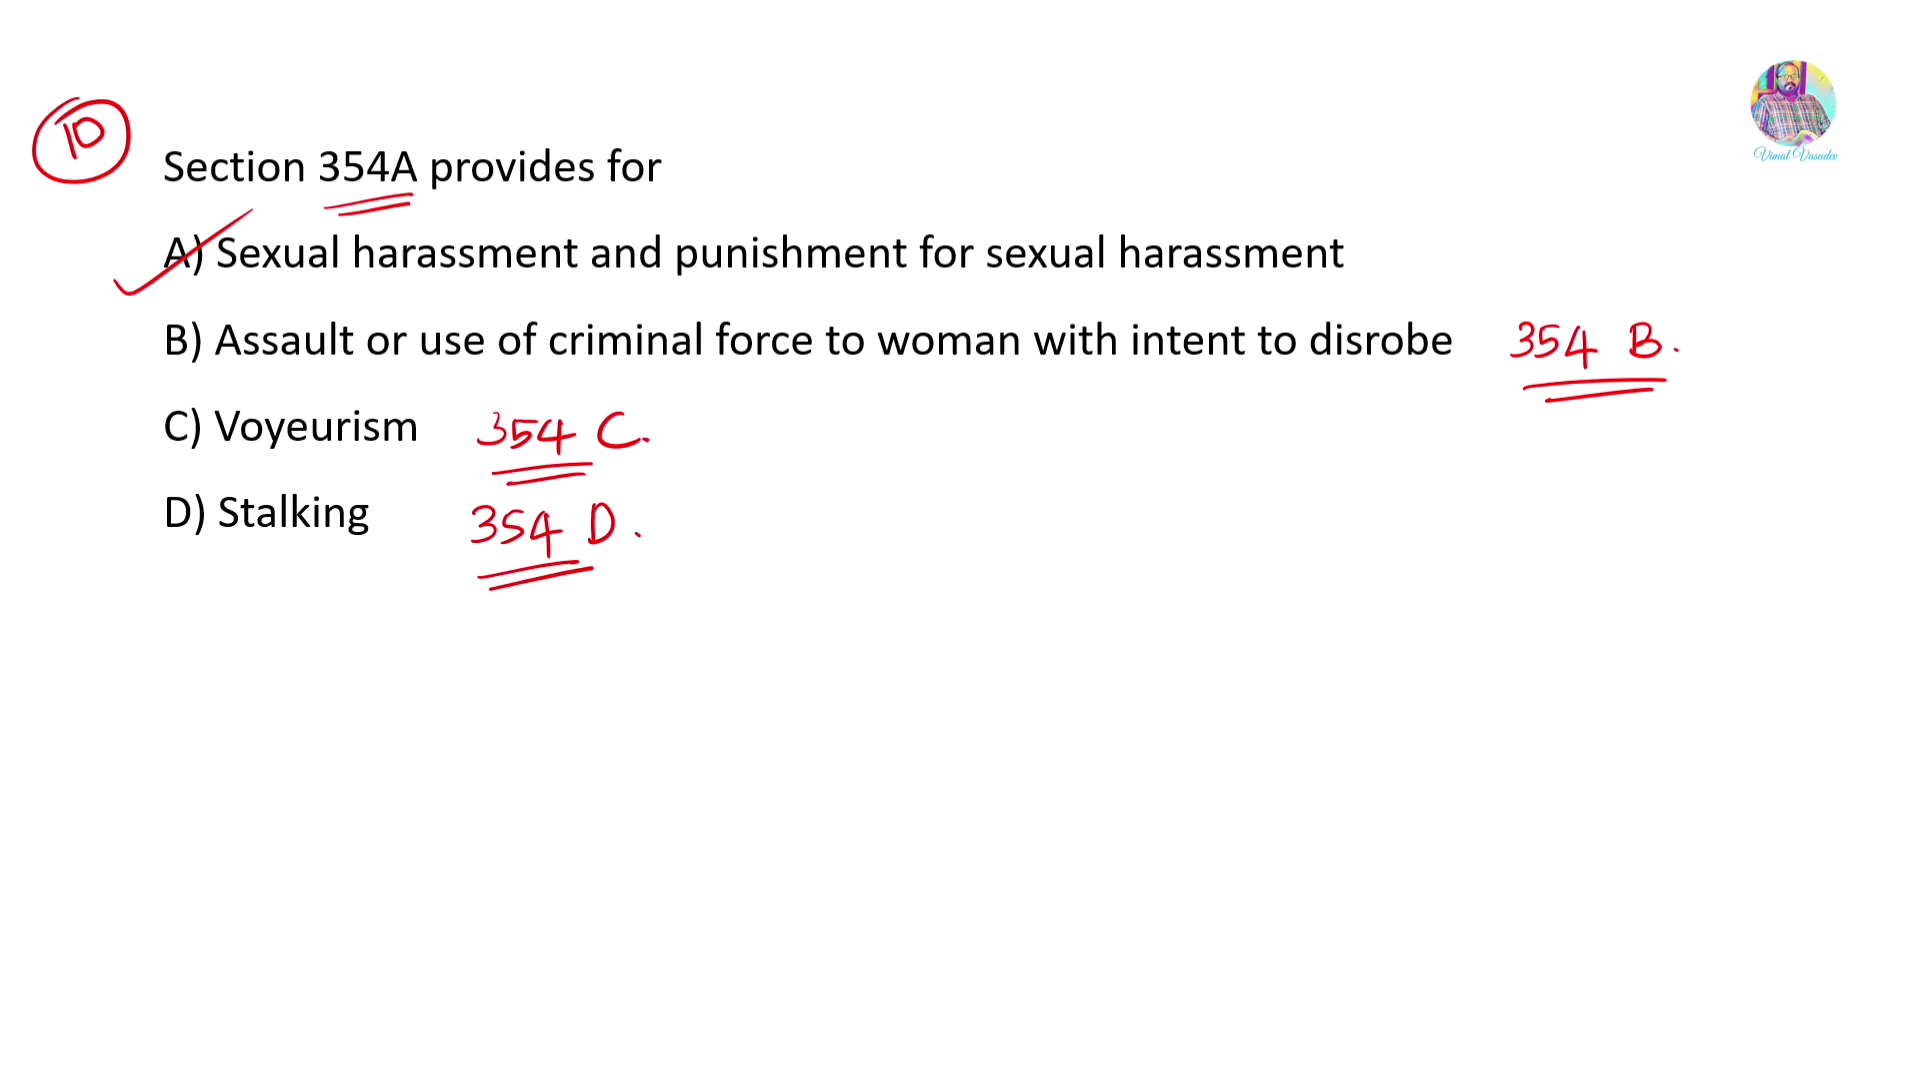 10
Section 354A provides for
A) Sexual harassment and punishment for sexual harassment
B) Assault or use of criminal force to woman with intent to disrobe 354 B.
C) Voyeurism 354 C.
D) Stalking 354 D.
Vimal Vasudev